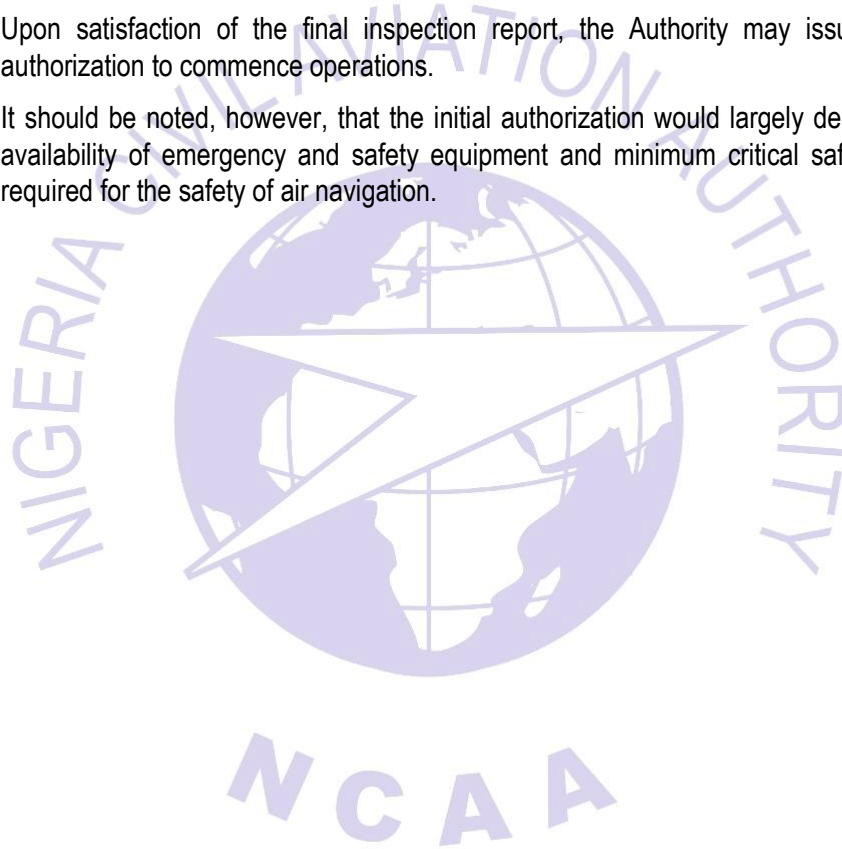 Upon satisfaction of the final inspection report, the Authority may issu
authorization to commence operations.
It should be noted, however, that the initial authorization would largely de
availability of emergency and safety equipment and minimum critical saf
required for the safety of air navigation.
NIGERIA CIVIL AVIATION AUTHORITY
NCAA